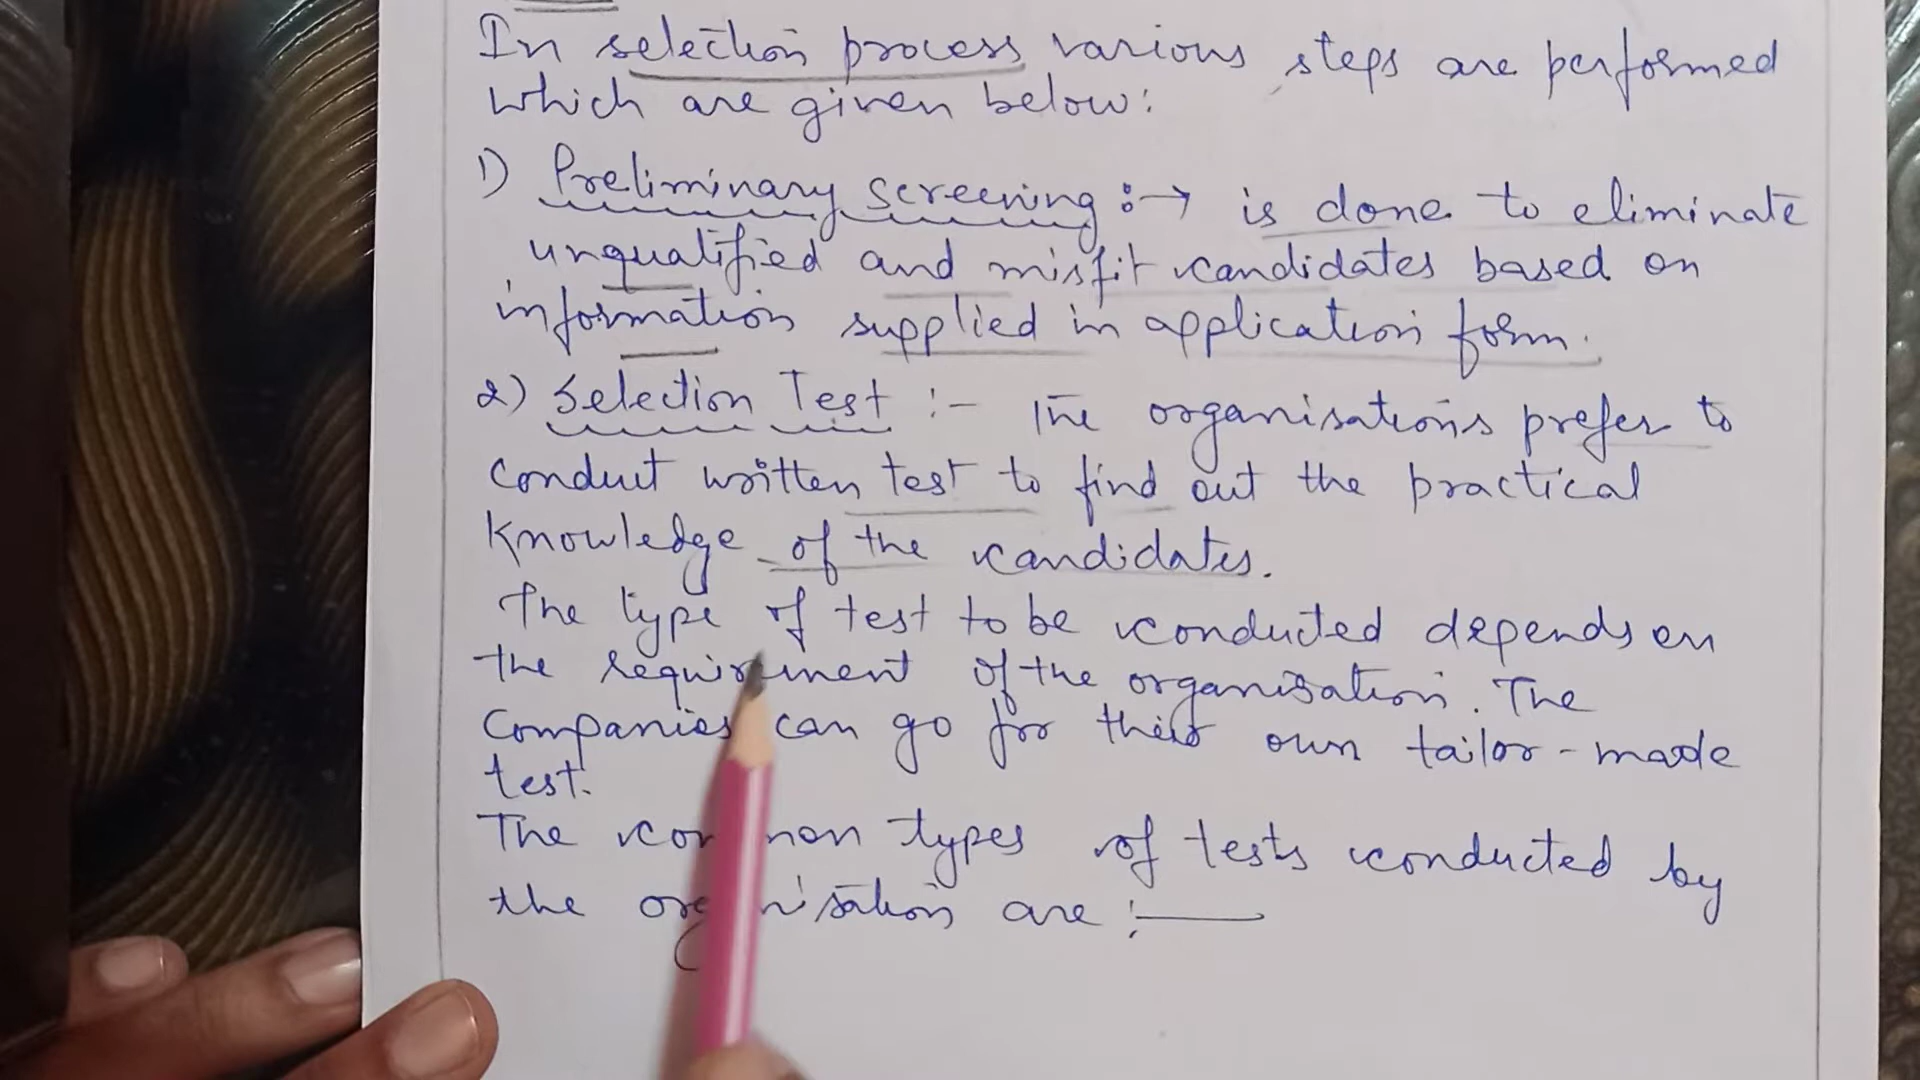 In selection process various steps are performed
which are given below:
1) Preliminary screening :→ is done to eliminate
unqualified and misfit candidates based on
information supplied in application form.
2) Selection Test :- The organisations prefer to
conduct written test to find out the practical
knowledge of the candidates.
The type of test to be conducted depends on
the requirement of the organisation. The
companies can go for their own tailor-made
test.
The common types of tests conducted by
the organisation are :—